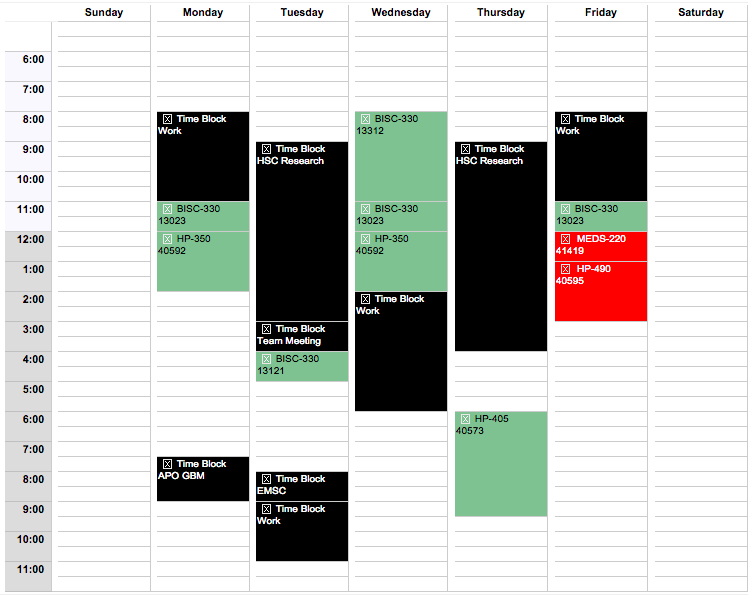 Sunday Monday Tuesday Wednesday Thursday Friday Saturday
6:00
7:00
8:00
9:00
10:00
11:00
12:00
1:00
2:00
3:00
4:00
5:00
6:00
7:00
8:00
9:00
10:00
11:00
Time Block
Work
BISC-330
13023
HP-350
40592
Time Block
APO GBM
Time Block
HSC Research
Time Block
Team Meeting
BISC-330
13121
Time Block
EMSC
Time Block
Work
BISC-330
13312
BISC-330
13023
HP-350
40592
Time Block
Work
Time Block
HSC Research
HP-405
40573
Time Block
Work
BISC-330
13023
MEDS-220
41419
HP-490
40595